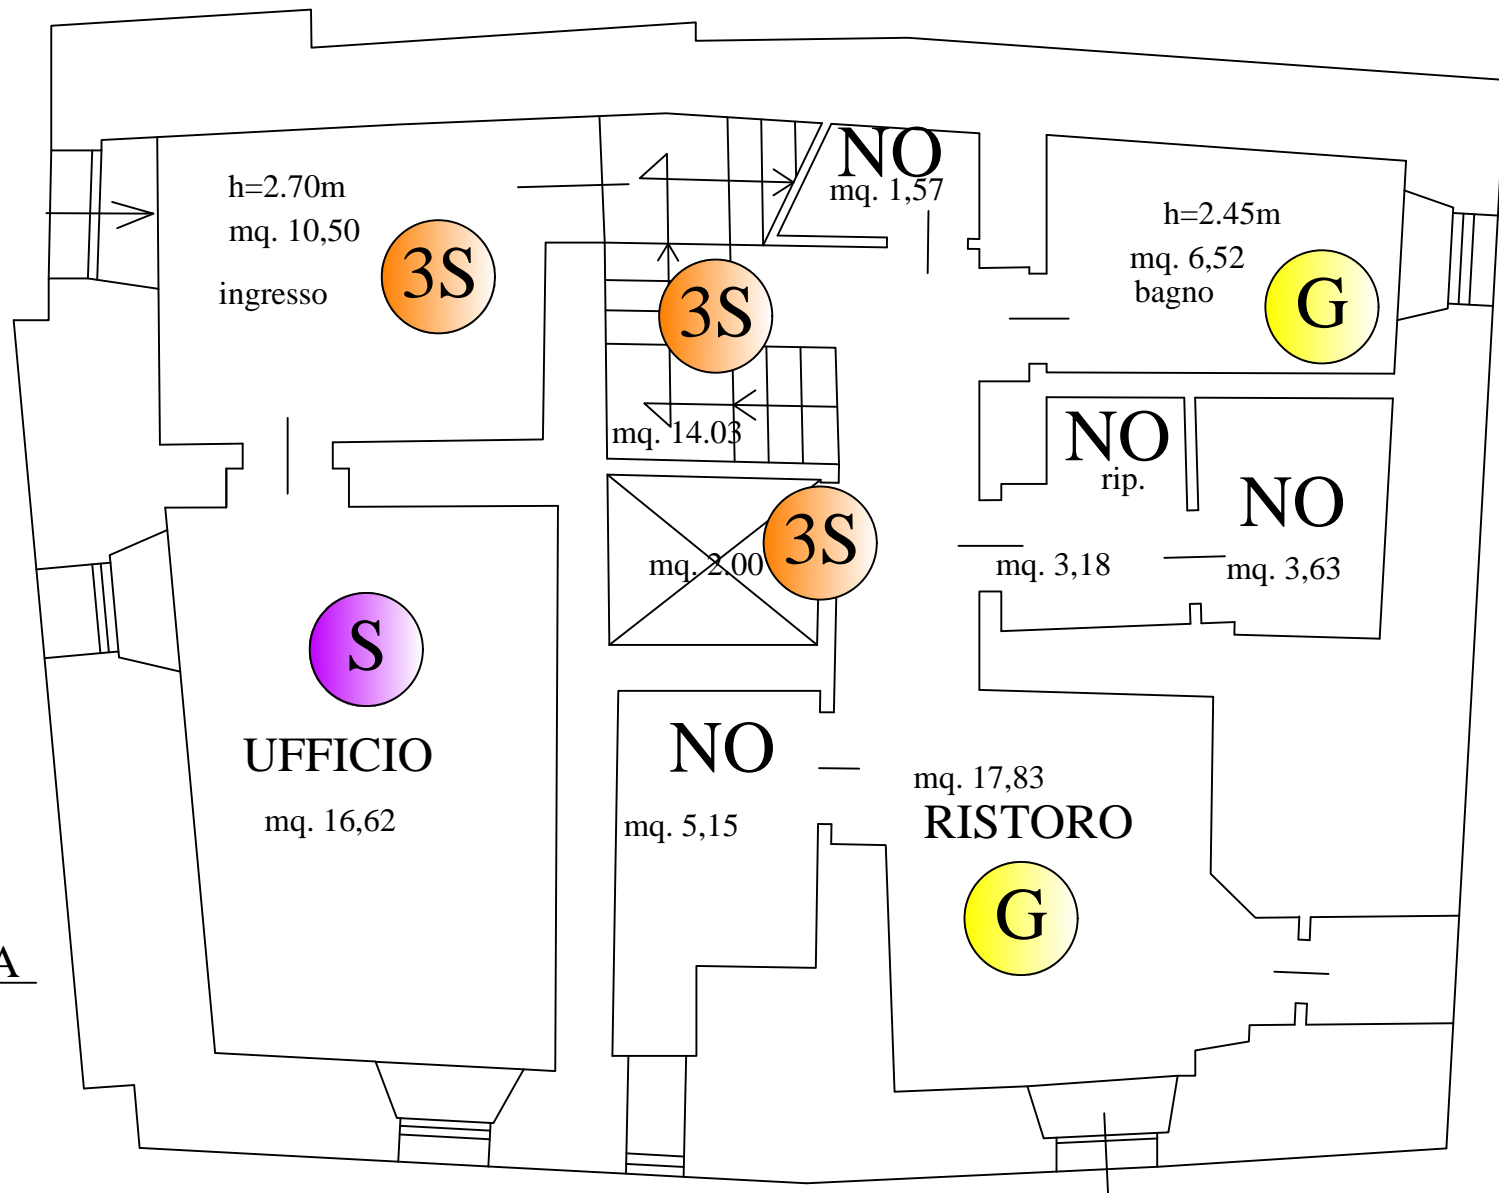 NO
mq. 1,57
h=2.70m
mq. 10,50
3S
ingresso
h=2.45m
mq. 6,52
bagno
G
3S
mq. 14.03
NO
rip.
NO
3S
mq. 2.00
mq. 3,18
mq. 3,63
S
UFFICIO
mq. 16,62
NO
mq. 5,15
mq. 17,83
RISTORO
G
A